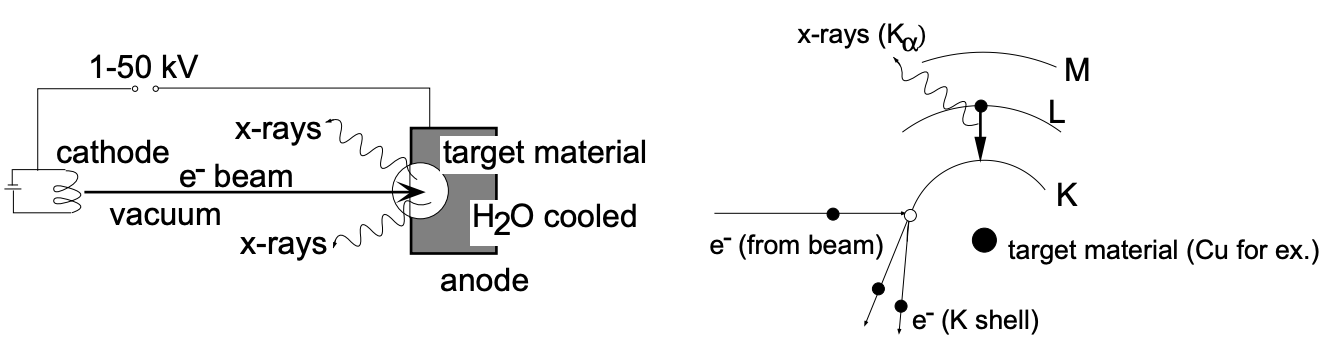 1-50 kV
x-rays
cathode
target material
e⁻ beam
vacuum
H₂O cooled
x-rays
anode
x-rays (Kα)
M
L
K
e⁻ (from beam)
target material (Cu for ex.)
e⁻ (K shell)